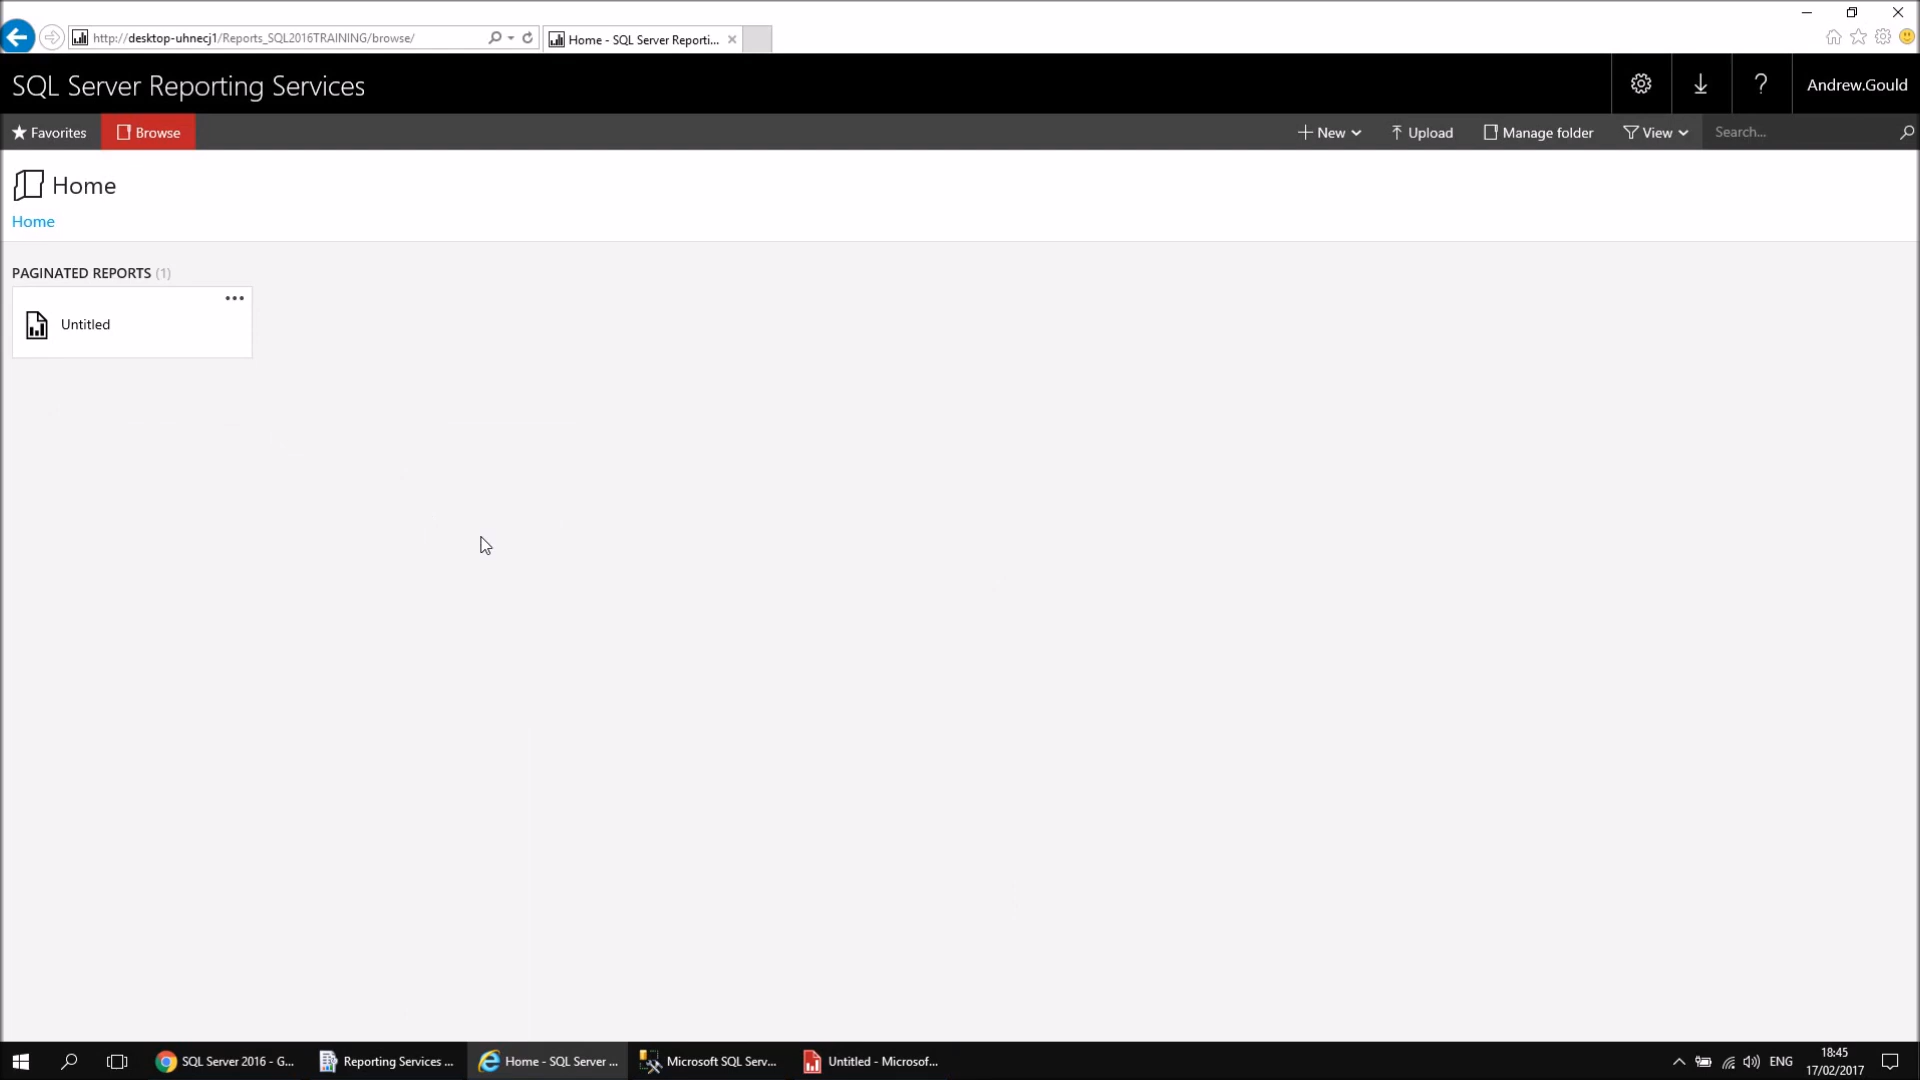 http://desktop-uhnecj1/Reports_SQL2016TRAINING/browse/
Home - SQL Server Reporti...
SQL Server Reporting Services
?
Andrew.Gould
Favorites
Browse
New
Upload
Manage folder
View
Search...
Home
Home
PAGINATED REPORTS (1)
Untitled
SQL Server 2016 - G...
Reporting Services ...
Home - SQL Server ...
Microsoft SQL Serv...
Untitled - Microsof...
ENG
18:45
17/02/2017